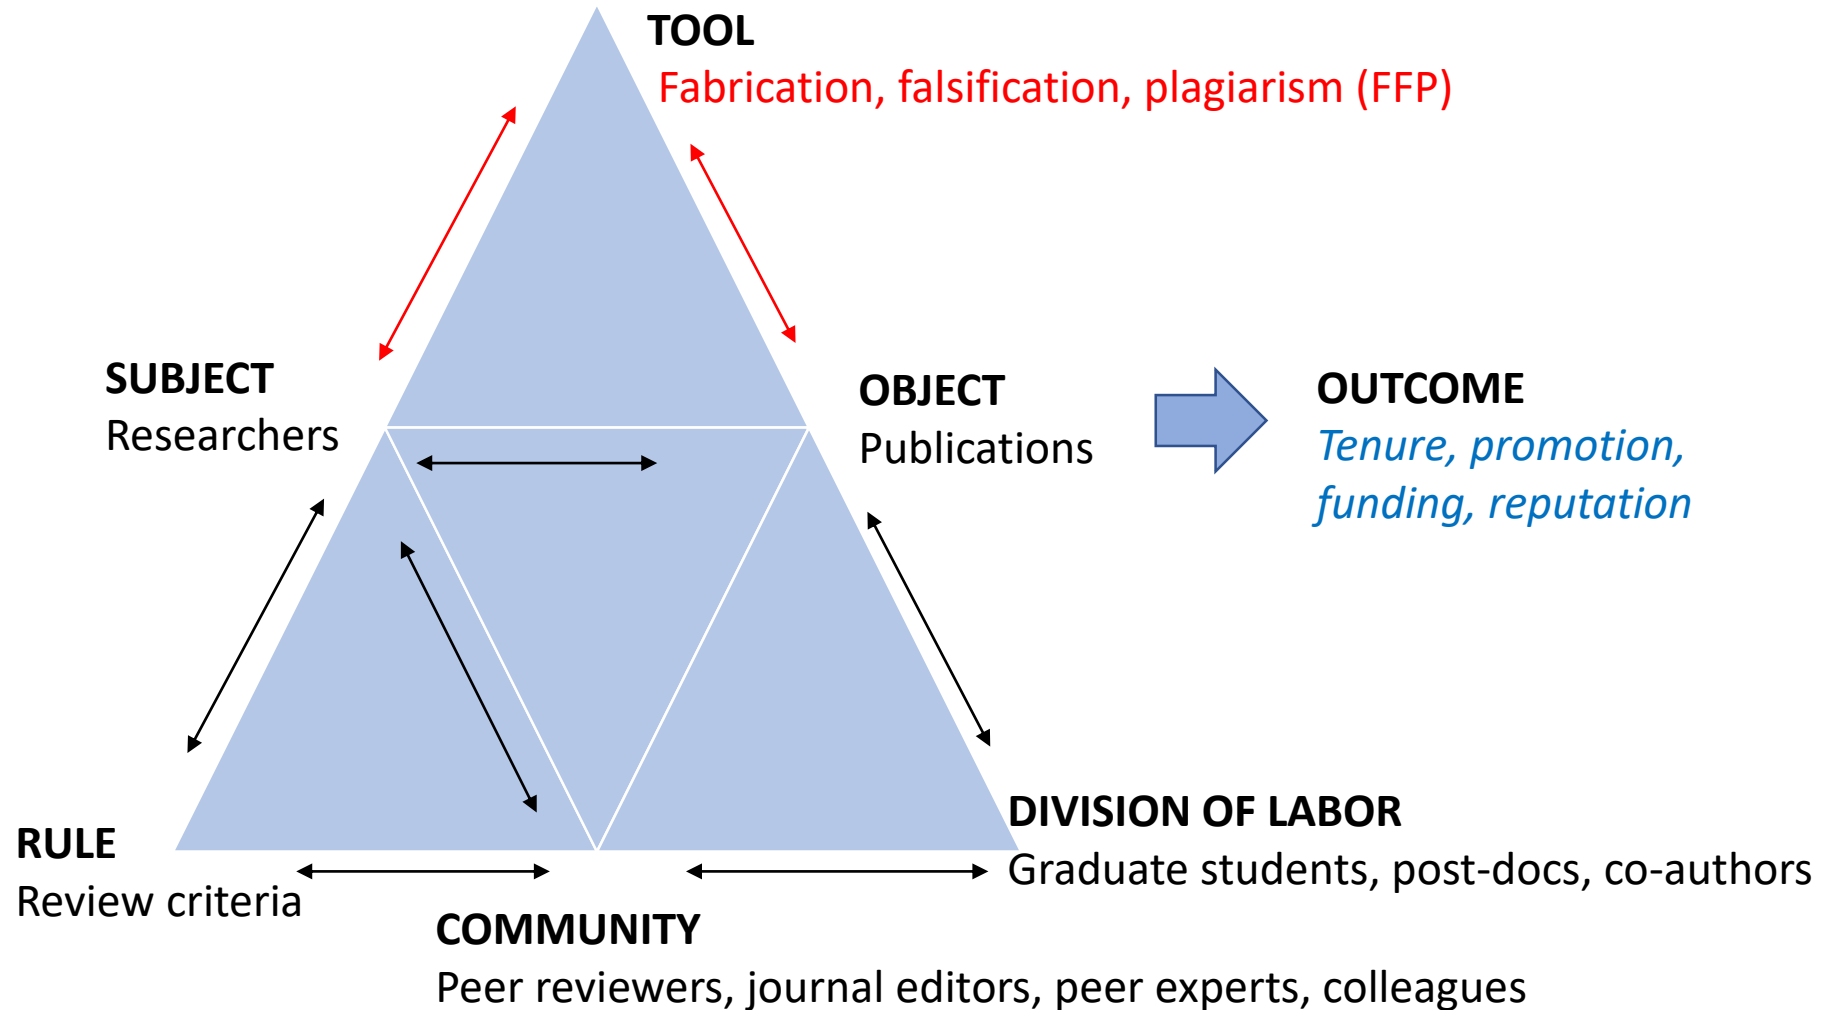 TOOL
Fabrication, falsification, plagiarism (FFP)
SUBJECT
Researchers
OBJECT
Publications
OUTCOME
Tenure, promotion,
funding, reputation
RULE
Review criteria
DIVISION OF LABOR
Graduate students, post-docs, co-authors
COMMUNITY
Peer reviewers, journal editors, peer experts, colleagues